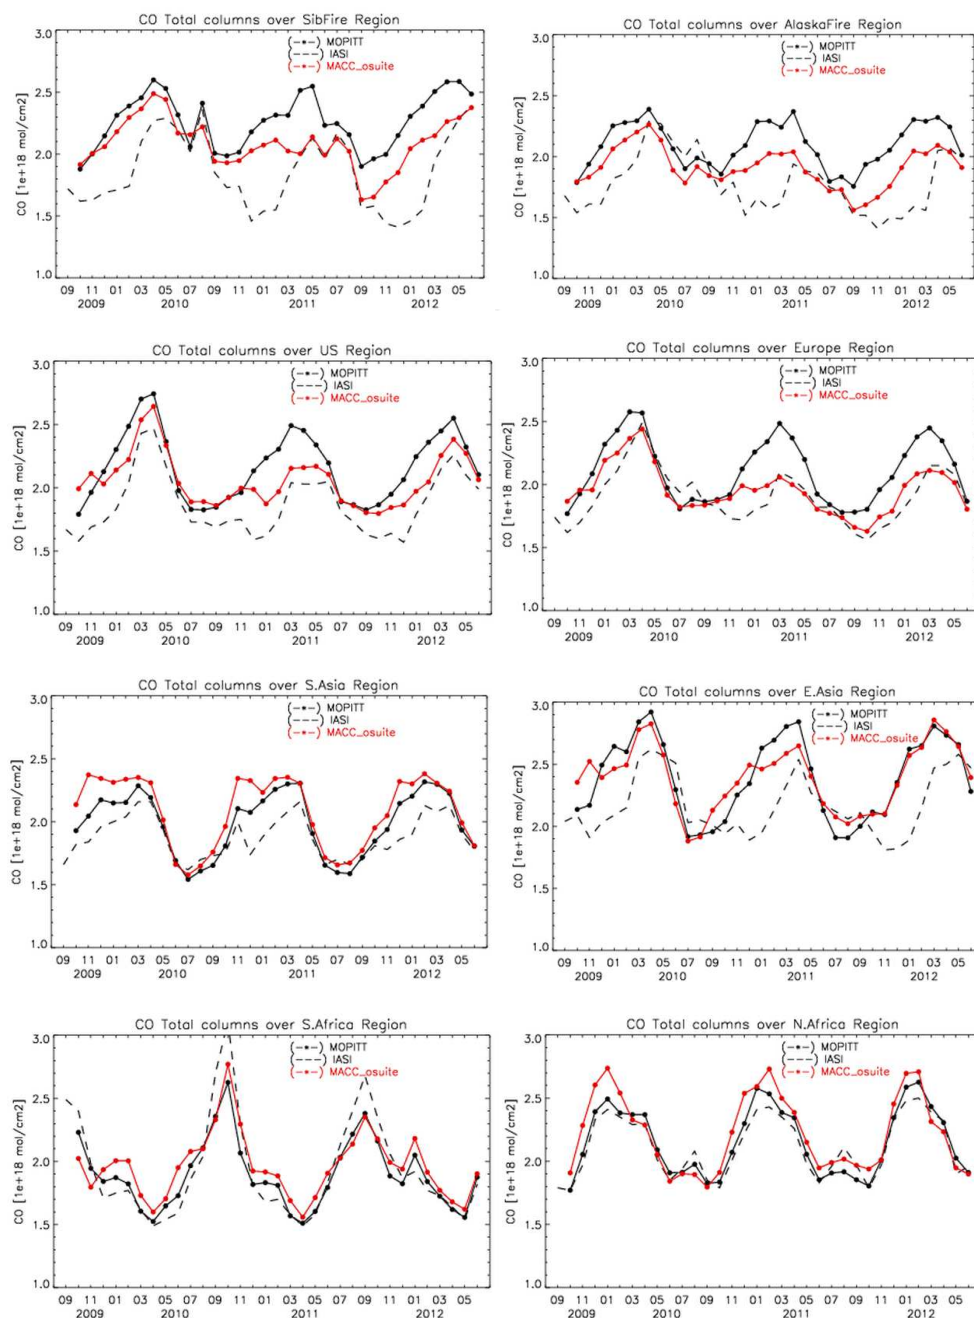 CO Total columns over SibFire Region
3.0
2.5
2.0
1.5
1.0
CO [1e+18 mol/cm2]
(–*–) MOPITT
(– – –) IASI
(–*–) MACC_osuite
09 11 01 03 05 07 09 11 01 03 05 07 09 11 01 03 05
2009 2010 2011 2012
CO Total columns over AlaskaFire Region
3.0
2.5
2.0
1.5
1.0
CO [1e+18 mol/cm2]
(–*–) MOPITT
(– – –) IASI
(–*–) MACC_osuite
09 11 01 03 05 07 09 11 01 03 05 07 09 11 01 03 05
2009 2010 2011 2012
CO Total columns over US Region
3.0
2.5
2.0
1.5
1.0
CO [1e+18 mol/cm2]
(–*–) MOPITT
(– – –) IASI
(–*–) MACC_osuite
09 11 01 03 05 07 09 11 01 03 05 07 09 11 01 03 05
2009 2010 2011 2012
CO Total columns over Europe Region
3.0
2.5
2.0
1.5
1.0
CO [1e+18 mol/cm2]
(–*–) MOPITT
(– – –) IASI
(–*–) MACC_osuite
09 11 01 03 05 07 09 11 01 03 05 07 09 11 01 03 05
2009 2010 2011 2012
CO Total columns over S.Asia Region
3.0
2.5
2.0
1.5
1.0
CO [1e+18 mol/cm2]
(–*–) MOPITT
(– – –) IASI
(–*–) MACC_osuite
09 11 01 03 05 07 09 11 01 03 05 07 09 11 01 03 05
2009 2010 2011 2012
CO Total columns over E.Asia Region
3.0
2.5
2.0
1.5
1.0
CO [1e+18 mol/cm2]
(–*–) MOPITT
(– – –) IASI
(–*–) MACC_osuite
09 11 01 03 05 07 09 11 01 03 05 07 09 11 01 03 05
2009 2010 2011 2012
CO Total columns over S.Africa Region
3.0
2.5
2.0
1.5
1.0
CO [1e+18 mol/cm2]
(–*–) MOPITT
(– – –) IASI
(–*–) MACC_osuite
09 11 01 03 05 07 09 11 01 03 05 07 09 11 01 03 05
2009 2010 2011 2012
CO Total columns over N.Africa Region
3.0
2.5
2.0
1.5
1.0
CO [1e+18 mol/cm2]
(–*–) MOPITT
(– – –) IASI
(–*–) MACC_osuite
09 11 01 03 05 07 09 11 01 03 05 07 09 11 01 03 05
2009 2010 2011 2012